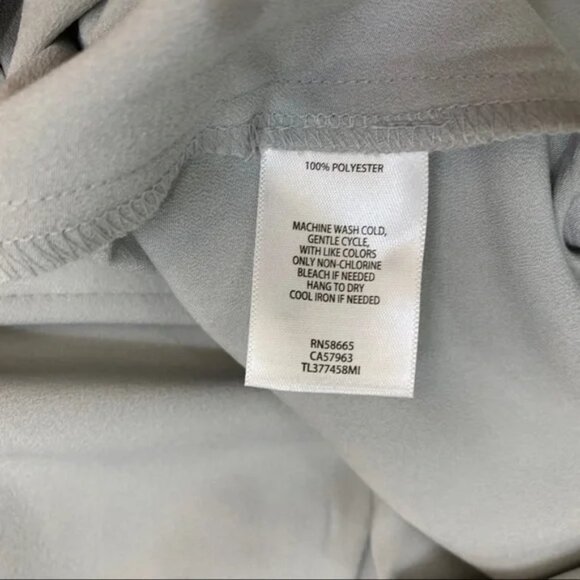 100% POLYESTER
MACHINE WASH COLD,
GENTLE CYCLE,
WITH LIKE COLORS
ONLY NON-CHLORINE
BLEACH IF NEEDED
HANG TO DRY
COOL IRON IF NEEDED
RN58665
CA57963
TL377458MI